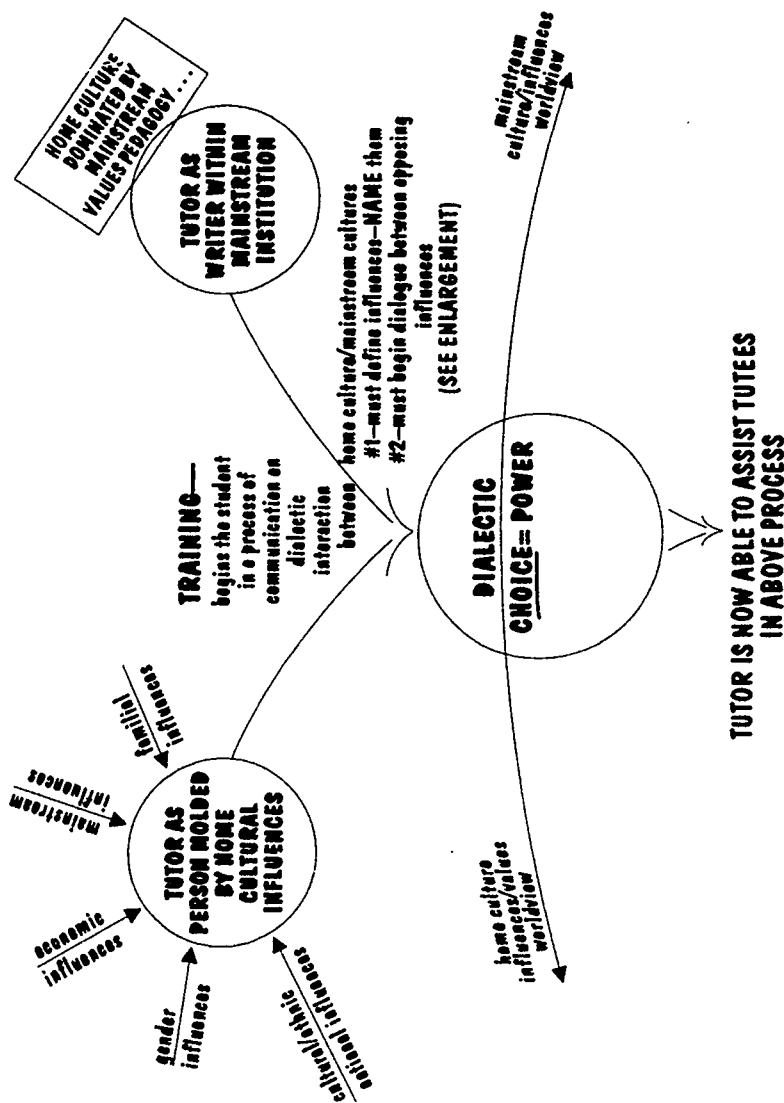 HOME CULTURE
DOMINATED BY
MAINSTREAM
VALUES PEDAGOGY ...
TUTOR AS
WRITER WITHIN
MAINSTREAM
INSTITUTION
familial
influences
mainstream
influences
economic
influences
gender
influences
cultural/ethnic
national influences
TUTOR AS
PERSON MOLDED
BY HOME
CULTURAL
INFLUENCES
TRAINING—
begins the student
in a process of
communication on
dialectic
interaction
between
home culture/mainstream cultures
#1—must define influences—NAME them
#2—must begin dialogue between opposing
influences
(SEE ENLARGEMENT)
DIALECTIC
CHOICE= POWER
home culture
influences/values
worldview
mainstream
culture/influences
worldview
TUTOR IS NOW ABLE TO ASSIST TUTEES
IN ABOVE PROCESS